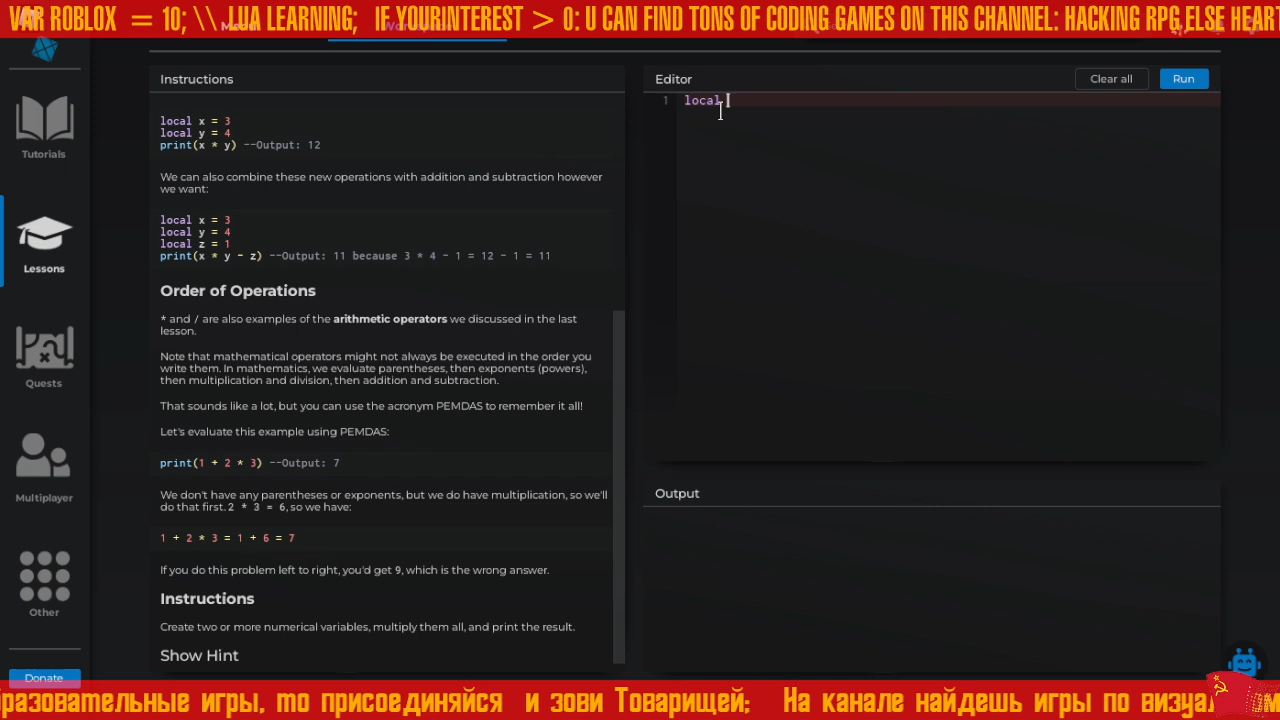 VAR ROBLOX = 10; \\ LUA LEARNING; IF YOURINTEREST > 0: U CAN FIND TONS OF CODING GAMES ON THIS CHANNEL: HACKING RPG ELSE HEART
Instructions
local x = 3
local y = 4
print(x * y) --Output: 12
We can also combine these new operations with addition and subtraction however
we want:
local x = 3
local y = 4
local z = 1
print(x * y - z) --Output: 11 because 3 * 4 - 1 = 12 - 1 = 11
Order of Operations
* and / are also examples of the arithmetic operators we discussed in the last
lesson.
Note that mathematical operators might not always be executed in the order you
write them. In mathematics, we evaluate parentheses, then exponents (powers),
then multiplication and division, then addition and subtraction.
That sounds like a lot, but you can use the acronym PEMDAS to remember it all!
Let's evaluate this example using PEMDAS:
print(1 + 2 * 3) --Output: 7
We don't have any parentheses or exponents, but we do have multiplication, so we'll
do that first. 2 * 3 = 6, so we have:
1 + 2 * 3 = 1 + 6 = 7
If you do this problem left to right, you'd get 9, which is the wrong answer.
Instructions
Create two or more numerical variables, multiply them all, and print the result.
Show Hint
Editor
Clear all
Run
1 local
Output
Tutorials
Lessons
Quests
Multiplayer
Other
Donate
бразовательные игры, то присоединяйся и зови Товарищей; На канале найдешь игры по визуа